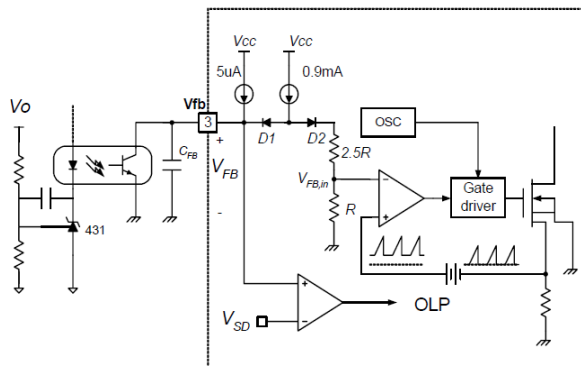 Vcc
Vcc
5uA
0.9mA
Vo
Vfb
3
D1
D2
OSC
+
CFB
VFB
2.5R
VFB,in
−
Gate
driver
R
+
-
431
+
OLP
VSD
−